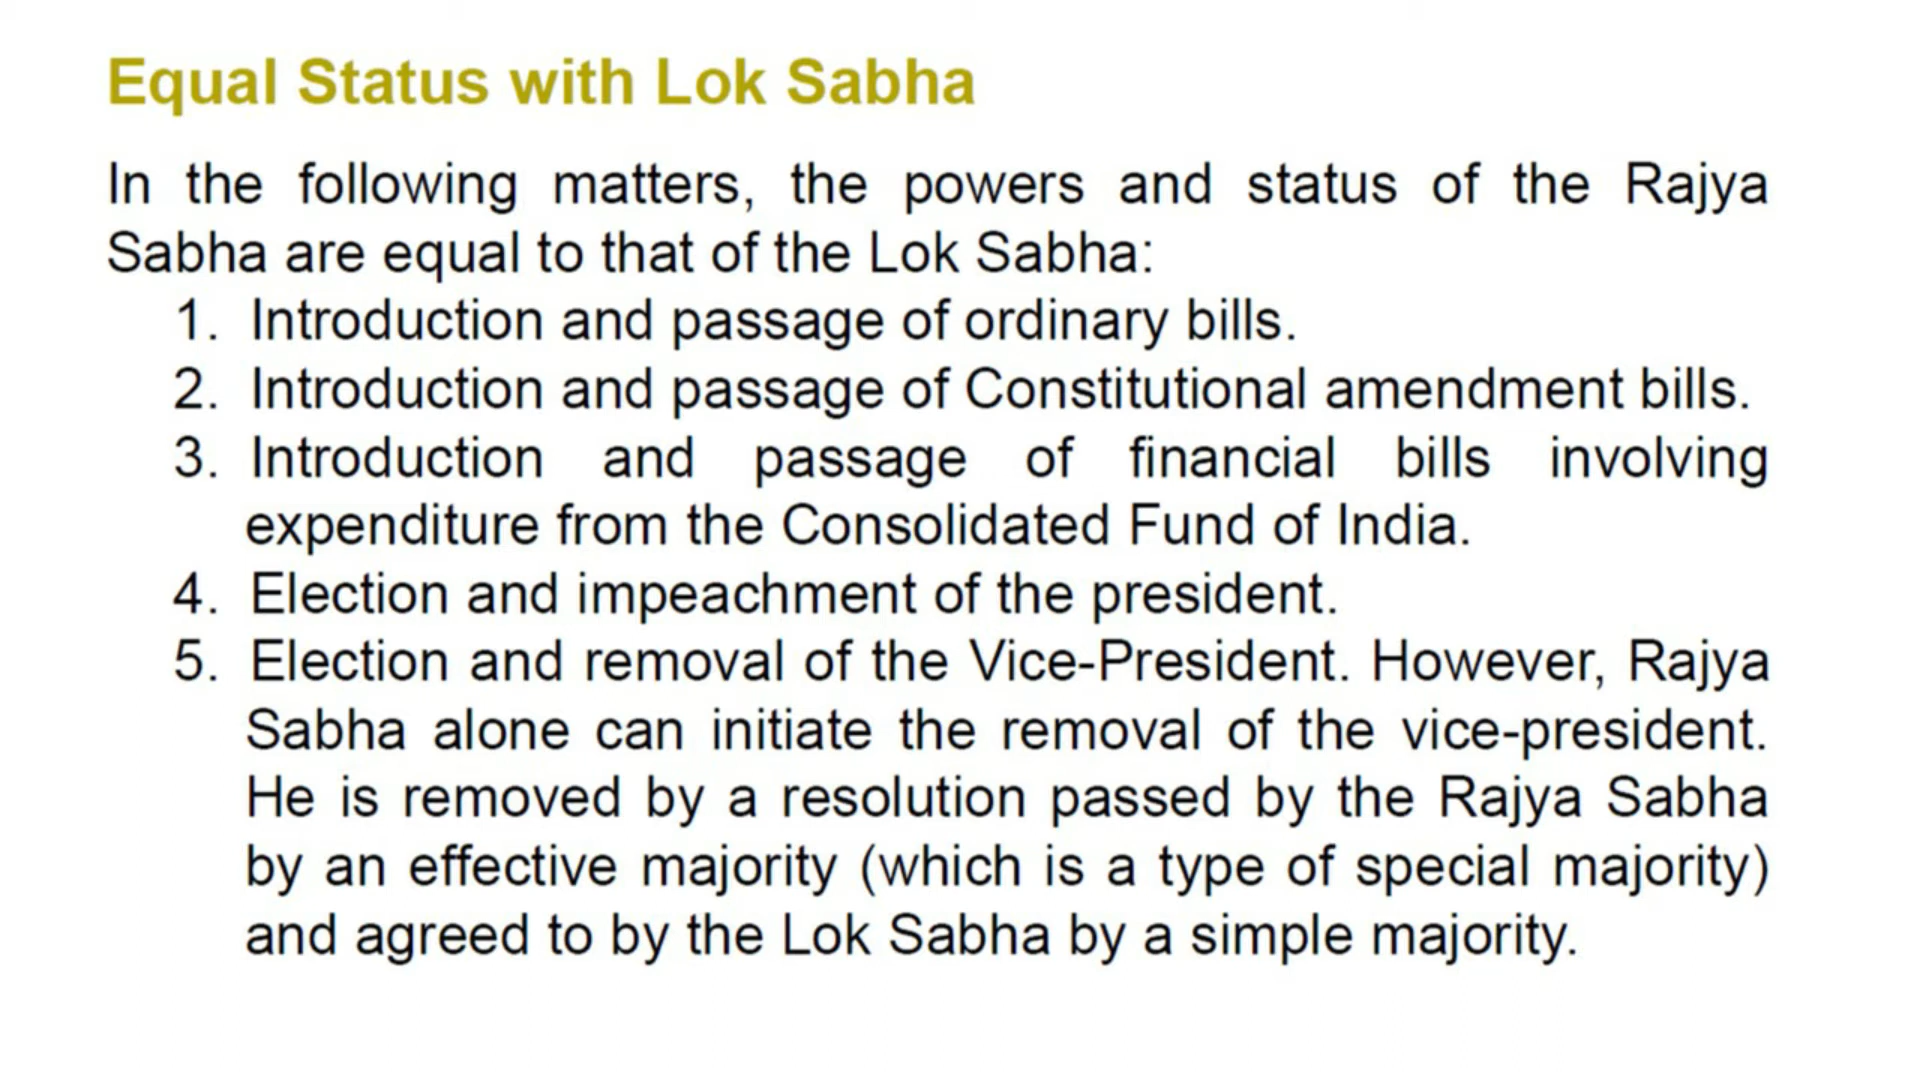 Equal Status with Lok Sabha
In the following matters, the powers and status of the Rajya
Sabha are equal to that of the Lok Sabha:
1. Introduction and passage of ordinary bills.
2. Introduction and passage of Constitutional amendment bills.
3. Introduction and passage of financial bills involving
expenditure from the Consolidated Fund of India.
4. Election and impeachment of the president.
5. Election and removal of the Vice-President. However, Rajya
Sabha alone can initiate the removal of the vice-president.
He is removed by a resolution passed by the Rajya Sabha
by an effective majority (which is a type of special majority)
and agreed to by the Lok Sabha by a simple majority.